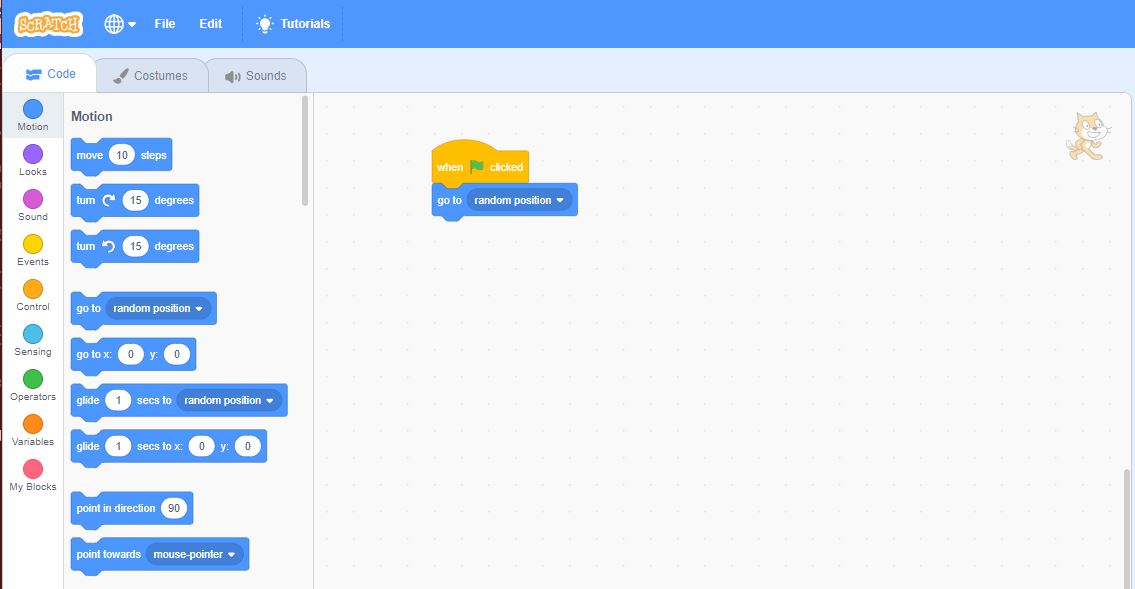 SCRATCH File Edit Tutorials
Code Costumes Sounds
Motion
Looks
Sound
Events
Control
Sensing
Operators
Variables
My Blocks
Motion
move 10 steps
turn 15 degrees
turn 15 degrees
go to random position
go to x: 0 y: 0
glide 1 secs to random position
glide 1 secs to x: 0 y: 0
point in direction 90
point towards mouse-pointer
when clicked
go to random position